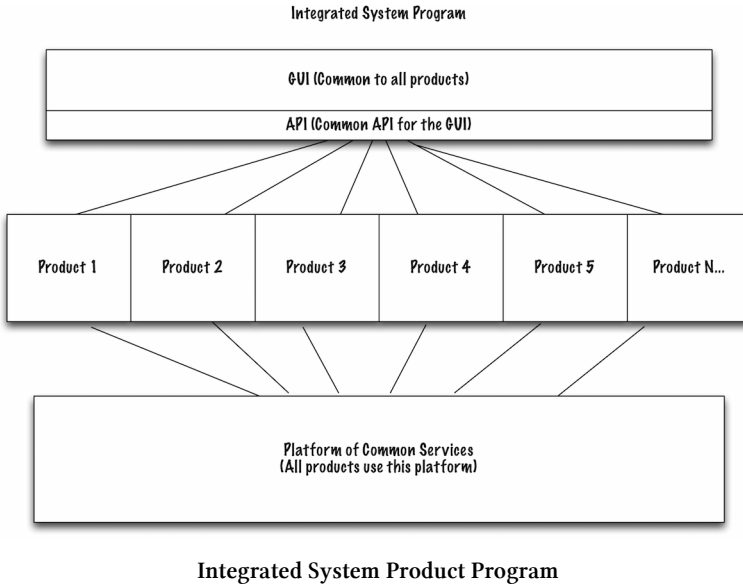 Integrated System Program
GUI (Common to all products)
API (Common API for the GUI)
Product 1
Product 2
Product 3
Product 4
Product 5
Product N...
Platform of Common Services
(All products use this platform)
Integrated System Product Program